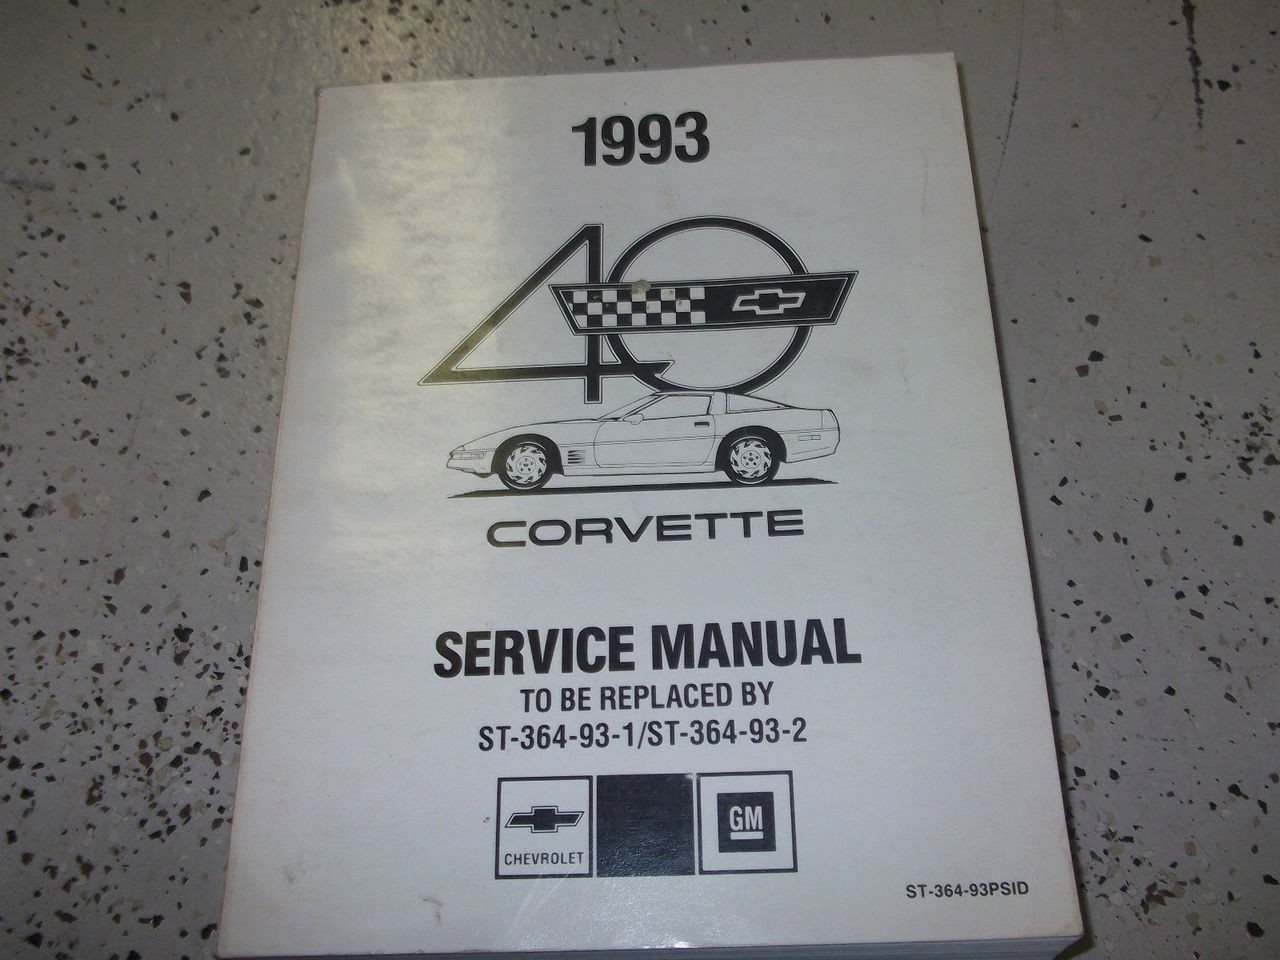 1993
40
CORVETTE
SERVICE MANUAL
TO BE REPLACED BY
ST-364-93-1/ST-364-93-2
CHEVROLET
GM
ST-364-93PSID